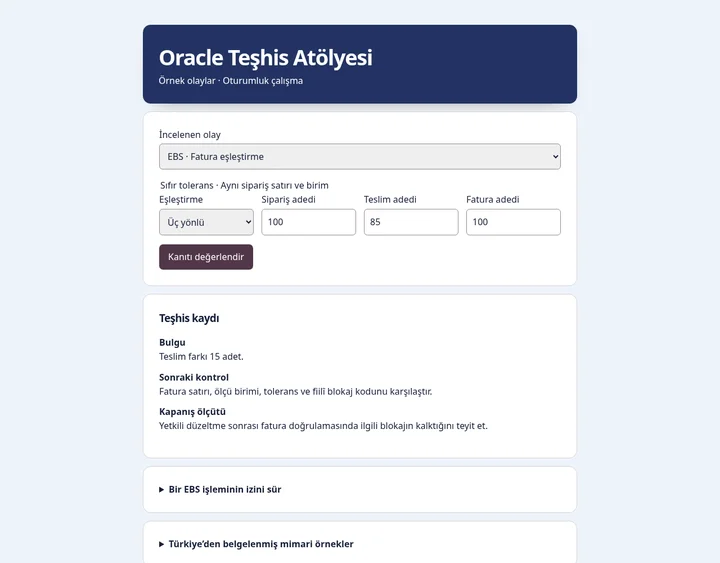 Oracle Teşhis Atölyesi
Örnek olaylar · Oturumluk çalışma
İncelenen olay
EBS · Fatura eşleştirme
Sıfır tolerans · Aynı sipariş satırı ve birim
Eşleştirme Sipariş adedi Teslim adedi Fatura adedi
Üç yönlü 100 85 100
Kanıtı değerlendir
Teşhis kaydı
Bulgu
Teslim farkı 15 adet.
Sonraki kontrol
Fatura satırı, ölçü birimi, tolerans ve fiilî blokaj kodunu karşılaştır.
Kapanış ölçütü
Yetkili düzeltme sonrası fatura doğrulamasında ilgili blokajın kalktığını teyit et.
Bir EBS işleminin izini sür
Türkiye’den belgelenmiş mimari örnekler